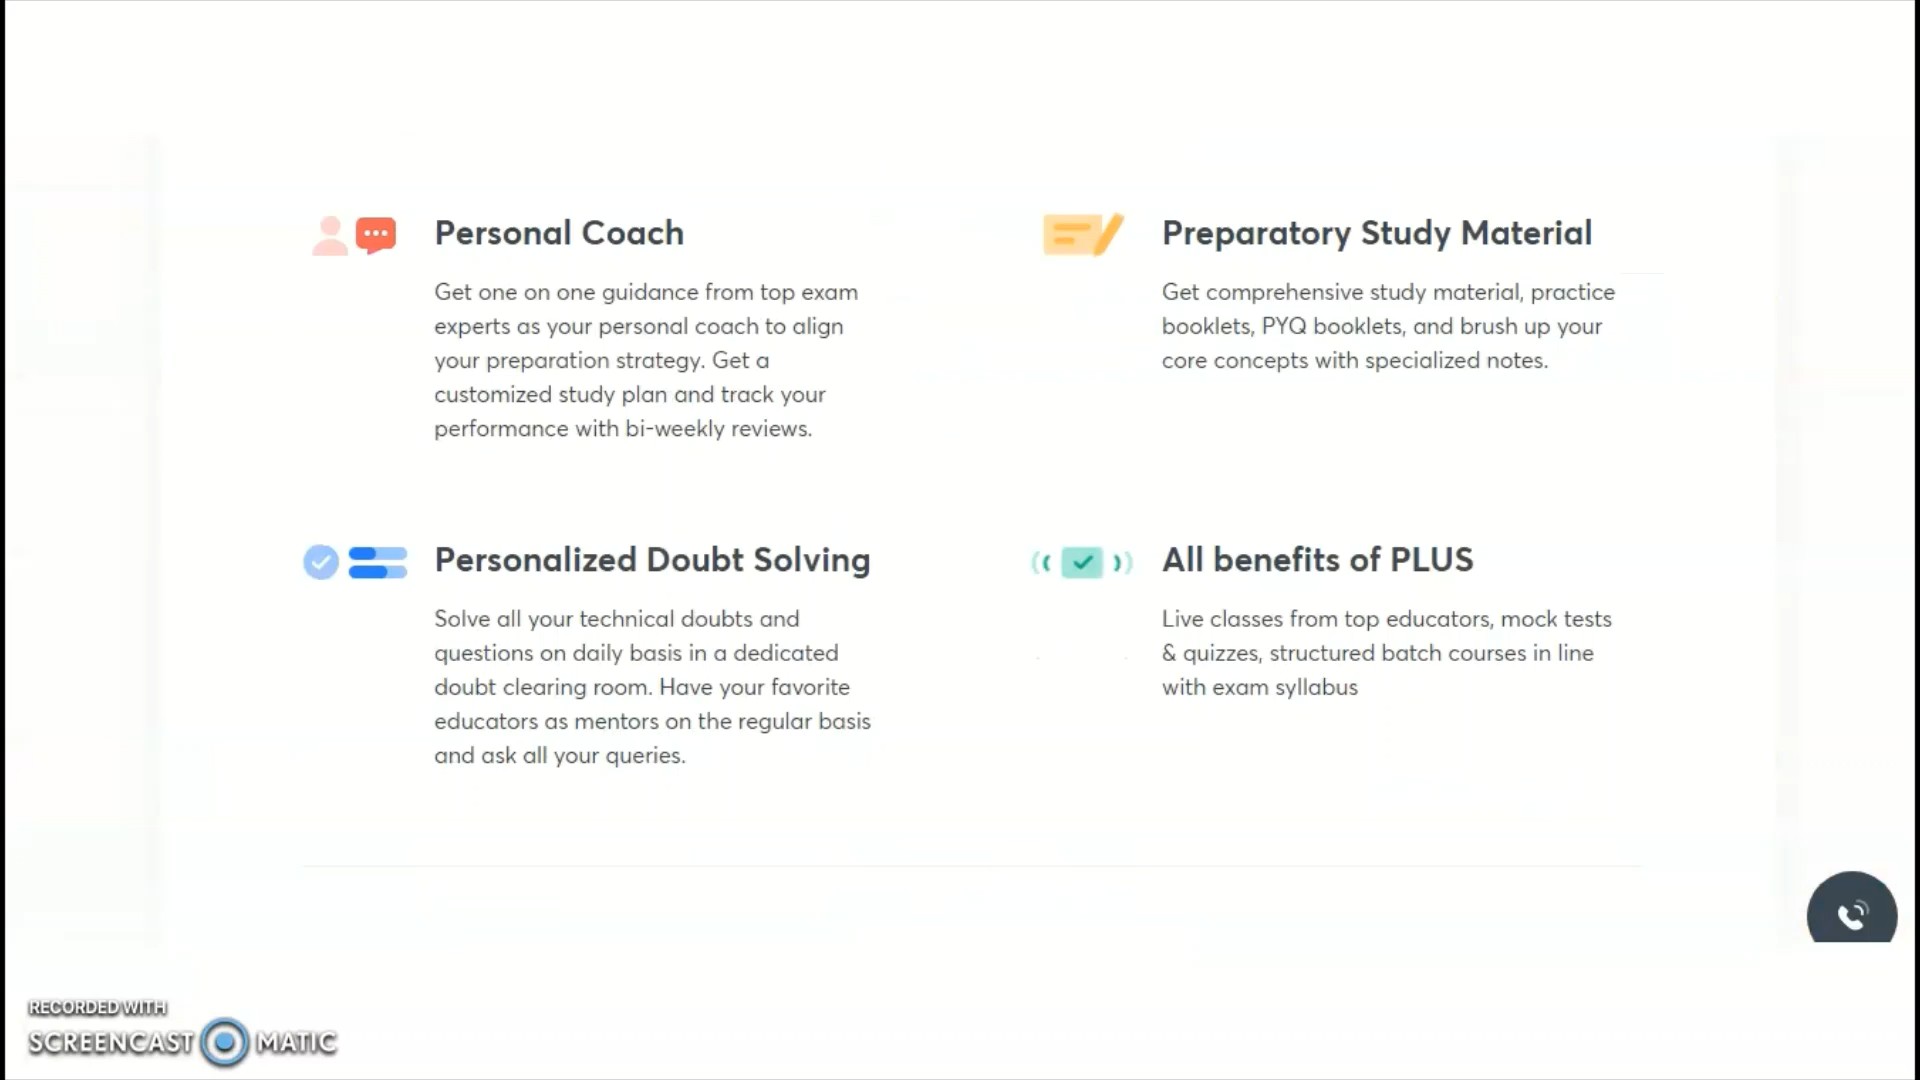 Personal Coach
Get one on one guidance from top exam
experts as your personal coach to align
your preparation strategy. Get a
customized study plan and track your
performance with bi-weekly reviews.
Preparatory Study Material
Get comprehensive study material, practice
booklets, PYQ booklets, and brush up your
core concepts with specialized notes.
Personalized Doubt Solving
Solve all your technical doubts and
questions on daily basis in a dedicated
doubt clearing room. Have your favorite
educators as mentors on the regular basis
and ask all your queries.
All benefits of PLUS
Live classes from top educators, mock tests
& quizzes, structured batch courses in line
with exam syllabus
RECORDED WITH
SCREENCAST MATIC